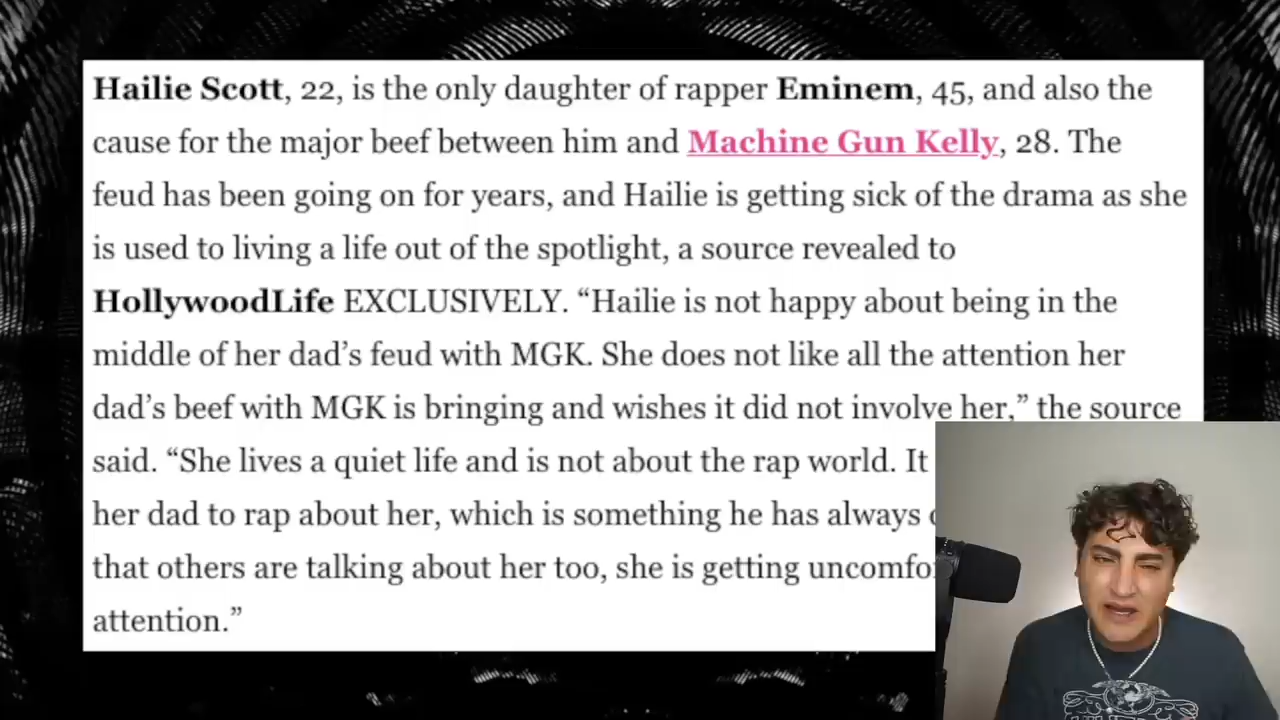 Hailie Scott, 22, is the only daughter of rapper Eminem, 45, and also the
cause for the major beef between him and Machine Gun Kelly, 28. The
feud has been going on for years, and Hailie is getting sick of the drama as she
is used to living a life out of the spotlight, a source revealed to
HollywoodLife EXCLUSIVELY. “Hailie is not happy about being in the
middle of her dad’s feud with MGK. She does not like all the attention her
dad’s beef with MGK is bringing and wishes it did not involve her,” the source
said. “She lives a quiet life and is not about the rap world. It
her dad to rap about her, which is something he has always
that others are talking about her too, she is getting
attention.”